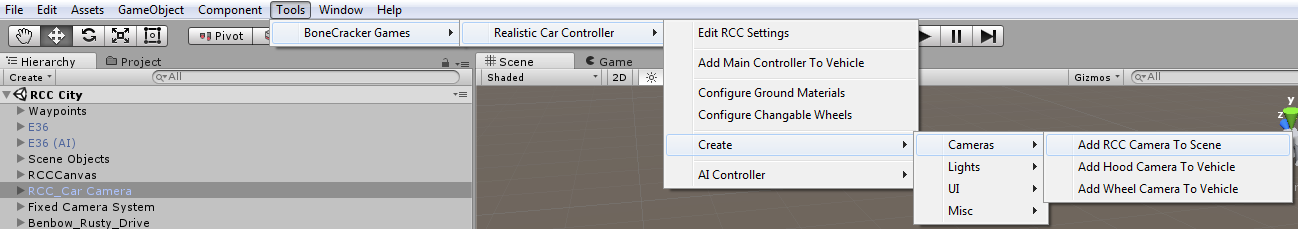 File Edit Assets GameObject Component Tools Window Help
BoneCracker Games
Realistic Car Controller
Edit RCC Settings
Add Main Controller To Vehicle
Configure Ground Materials
Configure Changable Wheels
Create
AI Controller
Cameras
Lights
UI
Misc
Add RCC Camera To Scene
Add Hood Camera To Vehicle
Add Wheel Camera To Vehicle
Pivot
Hierarchy Project
Create All
RCC City
Waypoints
E36
E36 (AI)
Scene Objects
RCCCanvas
RCC_Car Camera
Fixed Camera System
Benbow_Rusty_Drive
Scene Game
Shaded 2D
Gizmos All
y
z